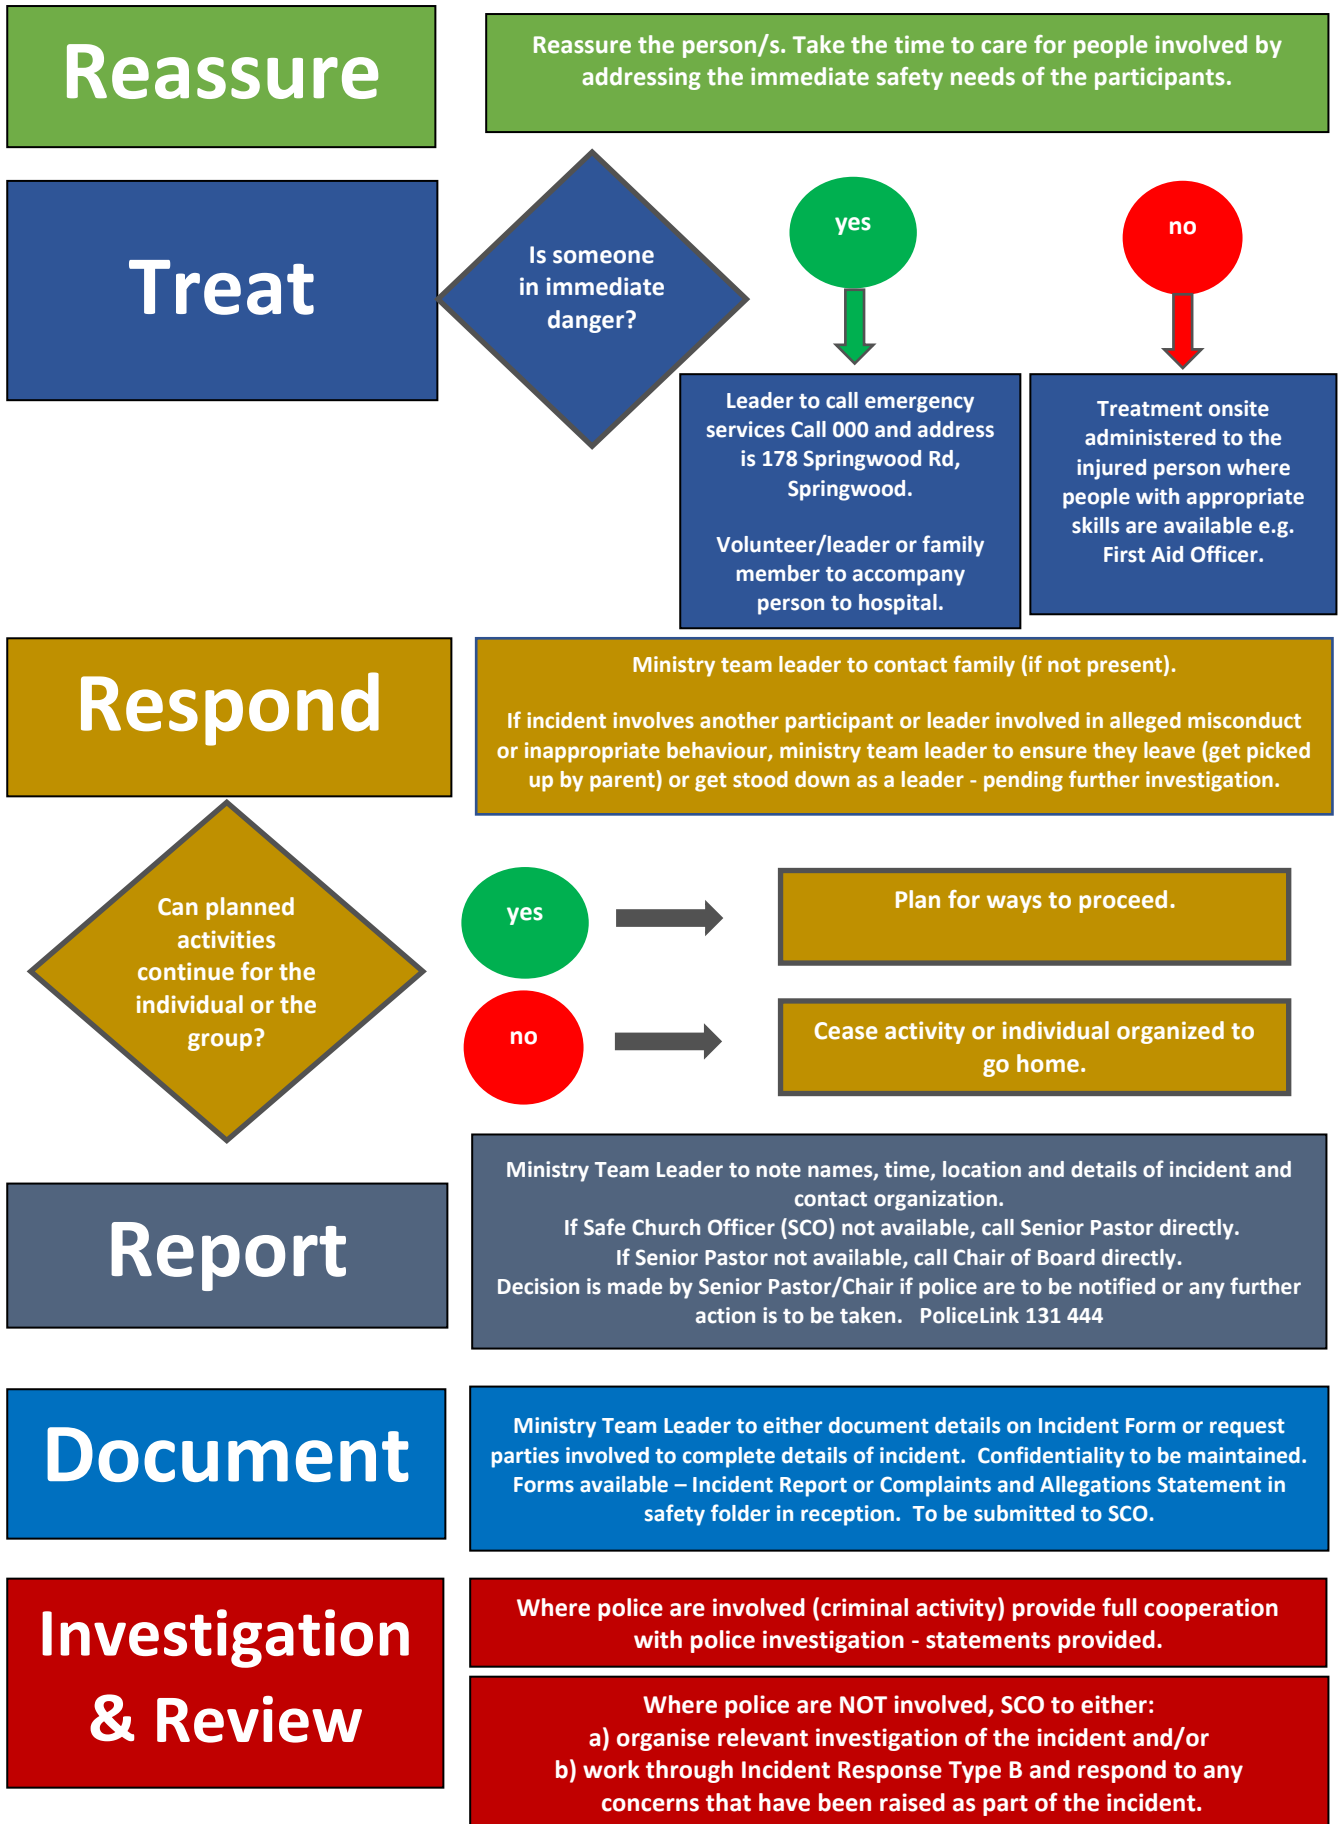 Reassure
Reassure the person/s. Take the time to care for people involved by
addressing the immediate safety needs of the participants.
Treat
Is someone
in immediate
danger?
yes
no
Leader to call emergency
services Call 000 and address
is 178 Springwood Rd,
Springwood.
Volunteer/leader or family
member to accompany
person to hospital.
Treatment onsite
administered to the
injured person where
people with appropriate
skills are available e.g.
First Aid Officer.
Respond
Ministry team leader to contact family (if not present).
If incident involves another participant or leader involved in alleged misconduct
or inappropriate behaviour, ministry team leader to ensure they leave (get picked
up by parent) or get stood down as a leader - pending further investigation.
Can planned
activities
continue for the
individual or the
group?
yes
Plan for ways to proceed.
no
Cease activity or individual organized to
go home.
Report
Ministry Team Leader to note names, time, location and details of incident and
contact organization.
If Safe Church Officer (SCO) not available, call Senior Pastor directly.
If Senior Pastor not available, call Chair of Board directly.
Decision is made by Senior Pastor/Chair if police are to be notified or any further
action is to be taken.   PoliceLink 131 444
Document
Ministry Team Leader to either document details on Incident Form or request
parties involved to complete details of incident.  Confidentiality to be maintained.
Forms available – Incident Report or Complaints and Allegations Statement in
safety folder in reception.  To be submitted to SCO.
Investigation
& Review
Where police are involved (criminal activity) provide full cooperation
with police investigation - statements provided.
Where police are NOT involved, SCO to either:
a) organise relevant investigation of the incident and/or
b) work through Incident Response Type B and respond to any
concerns that have been raised as part of the incident.